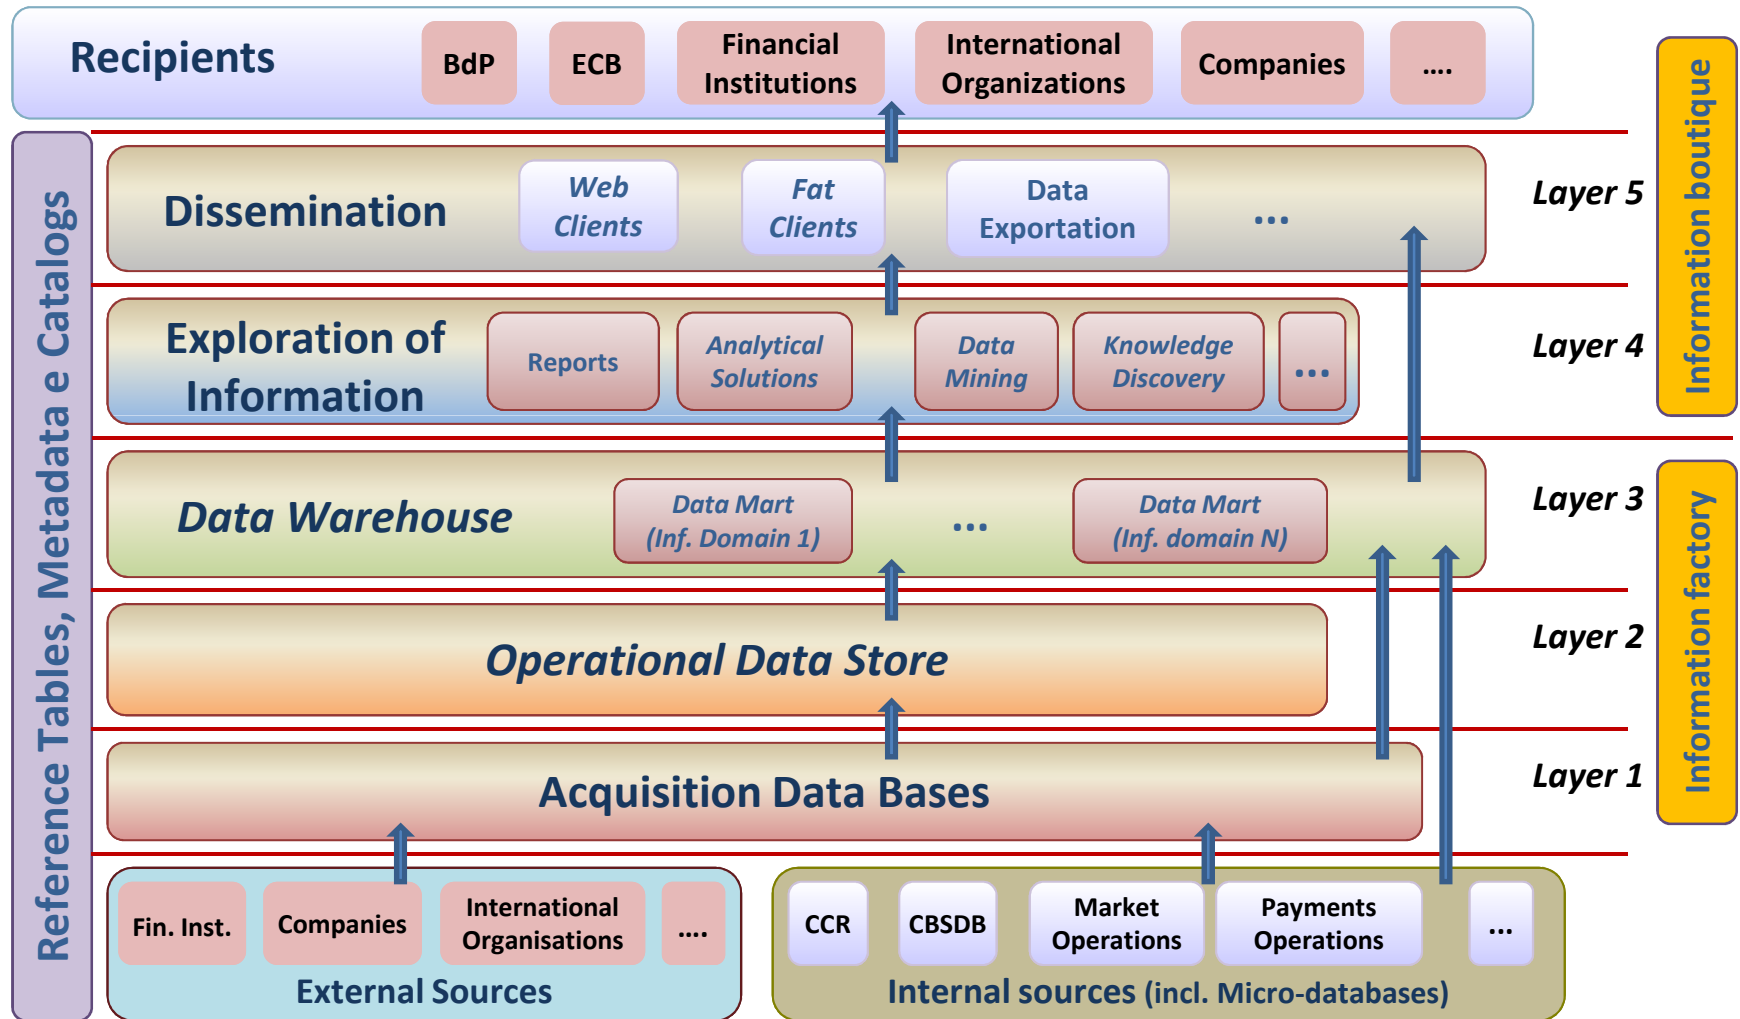 Recipients
BdP
ECB
Financial
Institutions
International
Organizations
Companies
....
Information boutique
Reference Tables, Metadata e Catalogs
Dissemination
Web
Clients
Fat
Clients
Data
Exportation
...
Layer 5
Exploration of
Information
Reports
Analytical
Solutions
Data
Mining
Knowledge
Discovery
...
Layer 4
Data Warehouse
Data Mart
(Inf. Domain 1)
...
Data Mart
(Inf. domain N)
Layer 3
Information factory
Operational Data Store
Layer 2
Acquisition Data Bases
Layer 1
Fin. Inst.
Companies
International
Organisations
....
External Sources
CCR
CBSDB
Market
Operations
Payments
Operations
...
Internal sources (incl. Micro-databases)